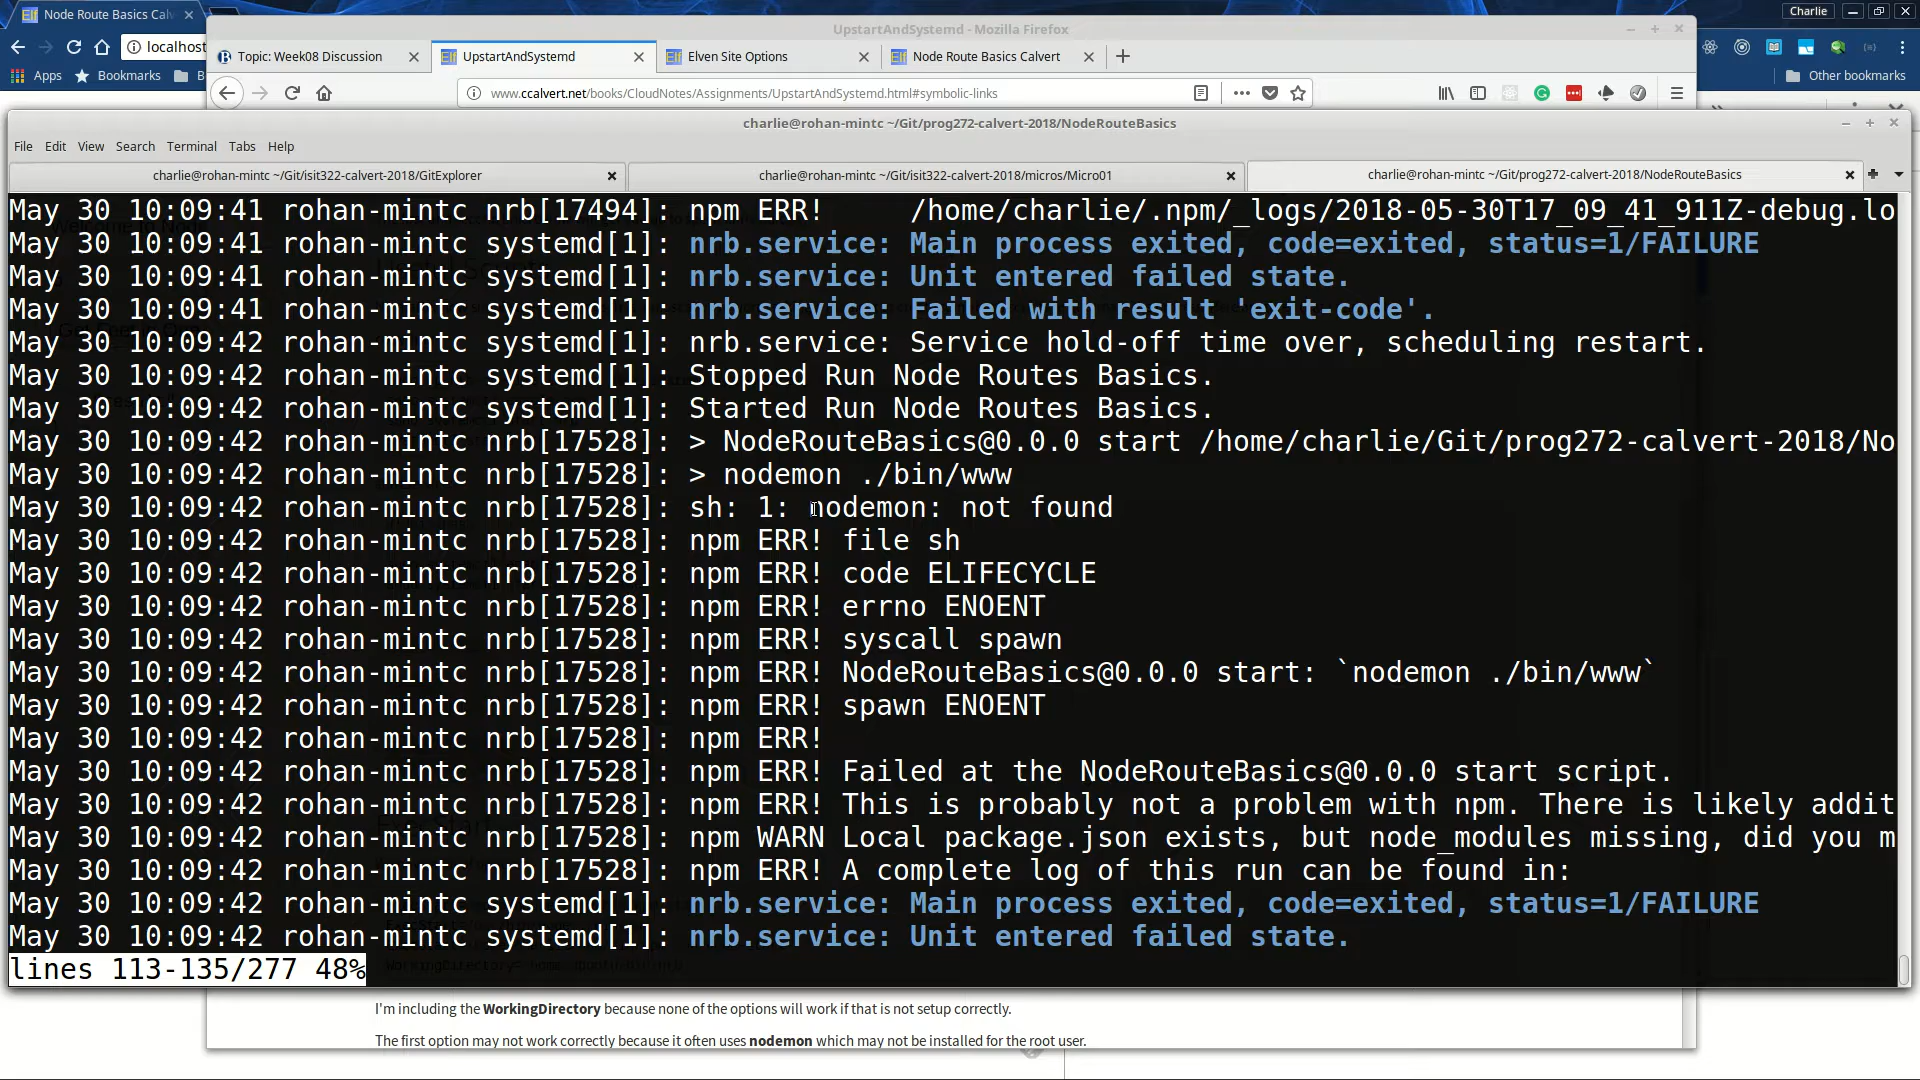 Node Route Basics Cal
Charlie
UpstartAndSystemd - Mozilla Firefox
localhost
Topic: Week08 Discussion
UpstartAndSystemd
Elven Site Options
Node Route Basics Calvert
Apps
Bookmarks
B
Other bookmarks
www.ccalvert.net/books/CloudNotes/Assignments/UpstartAndSystemd.html#symbolic-links
charlie@rohan-mintc ~/Git/prog272-calvert-2018/NodeRouteBasics
File Edit View Search Terminal Tabs Help
charlie@rohan-mintc ~/Git/isit322-calvert-2018/GitExplorer
charlie@rohan-mintc ~/Git/isit322-calvert-2018/micros/Micro01
charlie@rohan-mintc ~/Git/prog272-calvert-2018/NodeRouteBasics
May 30 10:09:41 rohan-mintc nrb[17494]: npm ERR!     /home/charlie/.npm/_logs/2018-05-30T17_09_41_911Z-debug.lo
May 30 10:09:41 rohan-mintc systemd[1]: nrb.service: Main process exited, code=exited, status=1/FAILURE
May 30 10:09:41 rohan-mintc systemd[1]: nrb.service: Unit entered failed state.
May 30 10:09:41 rohan-mintc systemd[1]: nrb.service: Failed with result 'exit-code'.
May 30 10:09:42 rohan-mintc systemd[1]: nrb.service: Service hold-off time over, scheduling restart.
May 30 10:09:42 rohan-mintc systemd[1]: Stopped Run Node Routes Basics.
May 30 10:09:42 rohan-mintc systemd[1]: Started Run Node Routes Basics.
May 30 10:09:42 rohan-mintc nrb[17528]: > NodeRouteBasics@0.0.0 start /home/charlie/Git/prog272-calvert-2018/No
May 30 10:09:42 rohan-mintc nrb[17528]: > nodemon ./bin/www
May 30 10:09:42 rohan-mintc nrb[17528]: sh: 1: nodemon: not found
May 30 10:09:42 rohan-mintc nrb[17528]: npm ERR! file sh
May 30 10:09:42 rohan-mintc nrb[17528]: npm ERR! code ELIFECYCLE
May 30 10:09:42 rohan-mintc nrb[17528]: npm ERR! errno ENOENT
May 30 10:09:42 rohan-mintc nrb[17528]: npm ERR! syscall spawn
May 30 10:09:42 rohan-mintc nrb[17528]: npm ERR! NodeRouteBasics@0.0.0 start: `nodemon ./bin/www`
May 30 10:09:42 rohan-mintc nrb[17528]: npm ERR! spawn ENOENT
May 30 10:09:42 rohan-mintc nrb[17528]: npm ERR!
May 30 10:09:42 rohan-mintc nrb[17528]: npm ERR! Failed at the NodeRouteBasics@0.0.0 start script.
May 30 10:09:42 rohan-mintc nrb[17528]: npm ERR! This is probably not a problem with npm. There is likely addit
May 30 10:09:42 rohan-mintc nrb[17528]: npm WARN Local package.json exists, but node_modules missing, did you m
May 30 10:09:42 rohan-mintc nrb[17528]: npm ERR! A complete log of this run can be found in:
May 30 10:09:42 rohan-mintc systemd[1]: nrb.service: Main process exited, code=exited, status=1/FAILURE
May 30 10:09:42 rohan-mintc systemd[1]: nrb.service: Unit entered failed state.
lines 113-135/277 48%
I'm including the WorkingDirectory because none of the options will work if that is not setup correctly.
The first option may not work correctly because it often uses nodemon which may not be installed for the root user.